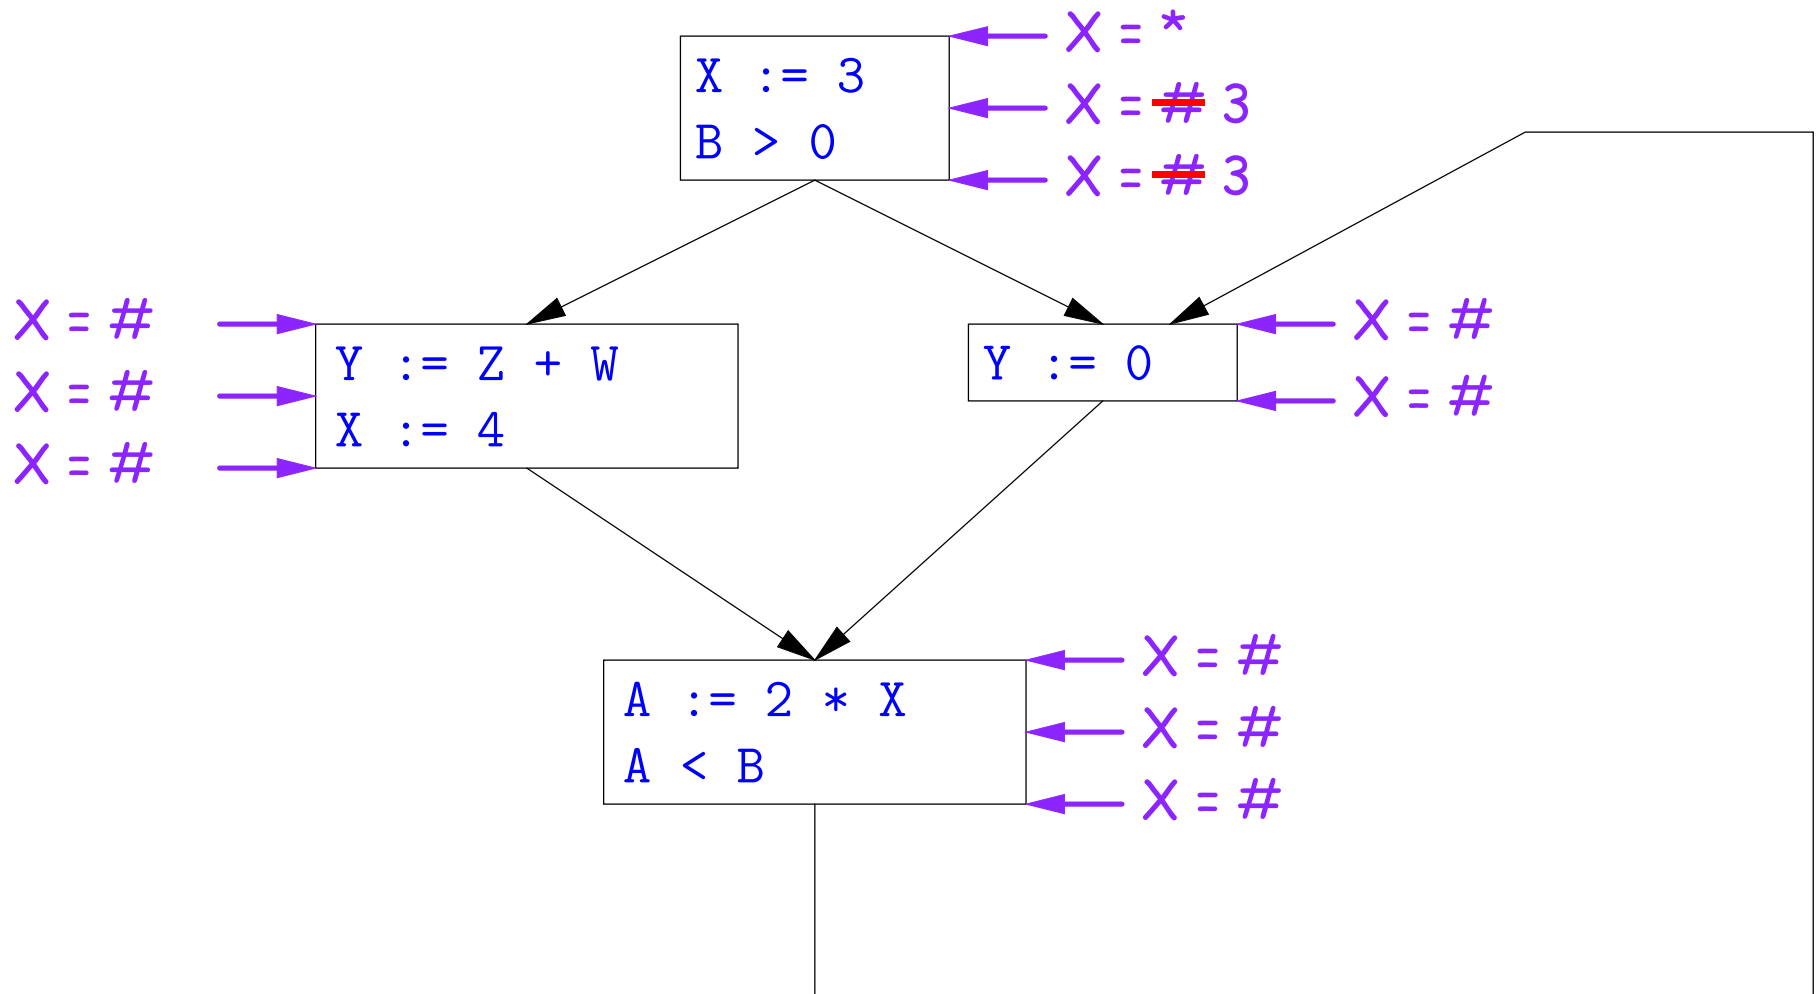 X = *
X := 3
X = # 3
B > 0
X = # 3
X = #
Y := Z + W
X = #
X := 4
X = #
Y := 0
X = #
X = #
A := 2 * X
X = #
X = #
A < B
X = #